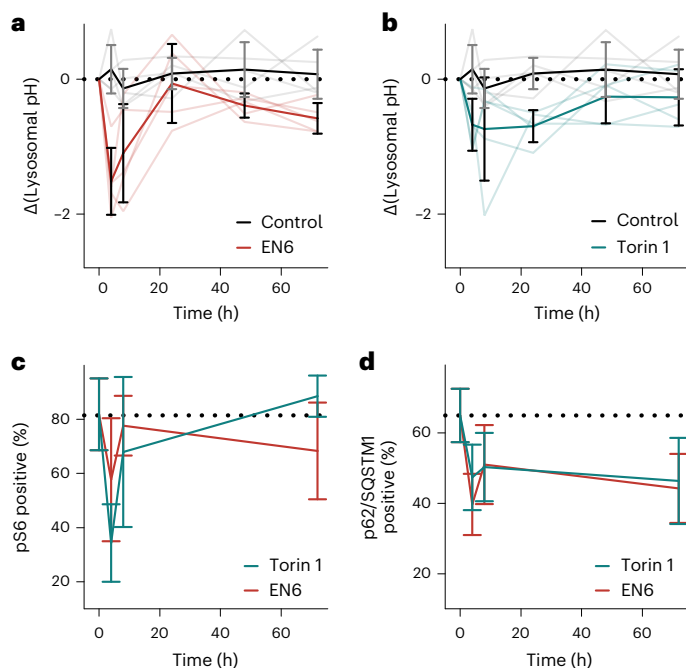 a
Δ(Lysosomal pH)
0
−2
Control
EN6
0 20 40 60
Time (h)
b
Δ(Lysosomal pH)
0
−2
Control
Torin 1
0 20 40 60
Time (h)
c
pS6 positive (%)
80
60
40
20
Torin 1
EN6
0 20 40 60
Time (h)
d
p62/SQSTM1
positive (%)
60
40
20
Torin 1
EN6
0 20 40 60
Time (h)